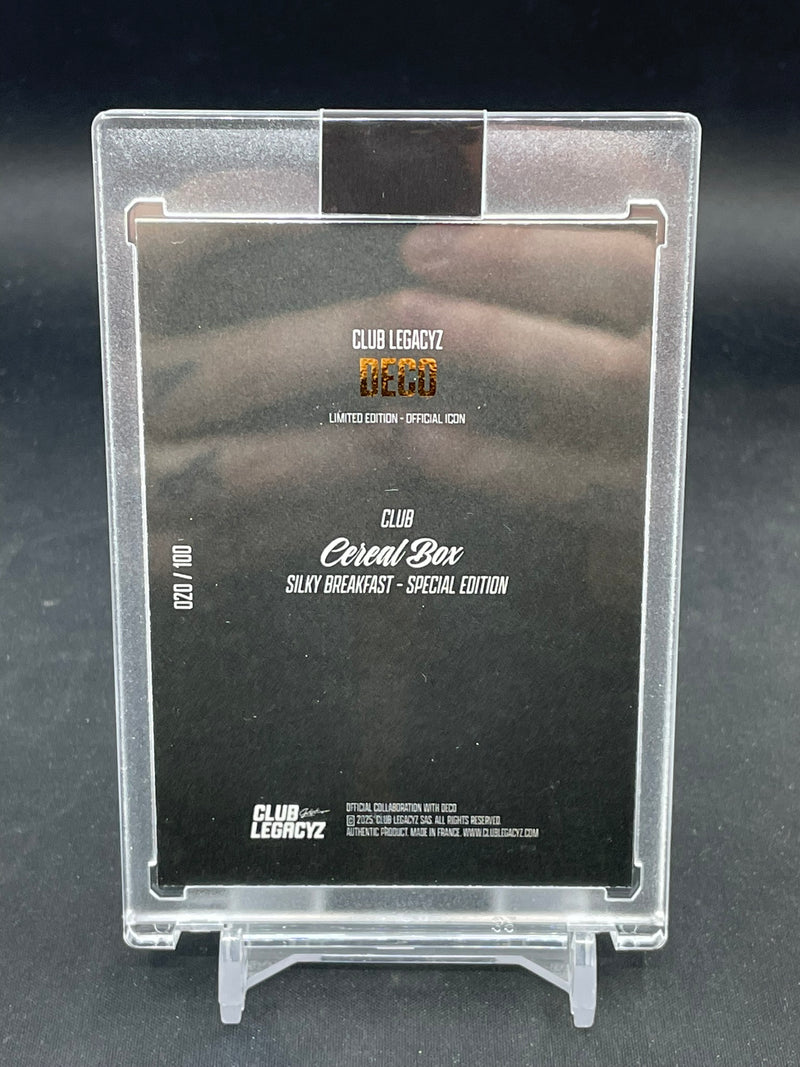 CLUB LEGACYZ
DECO
LIMITED EDITION - OFFICIAL ICON
CLUB
Cereal Box
SILKY BREAKFAST - SPECIAL EDITION
020 / 100
CLUB
LEGACYZ
OFFICIAL COLLABORATION WITH DECO
© 2025, CLUB LEGACYZ SAS. ALL RIGHTS RESERVED.
AUTHENTIC PRODUCT. MADE IN FRANCE. WWW.CLUBLEGACYZ.COM
35